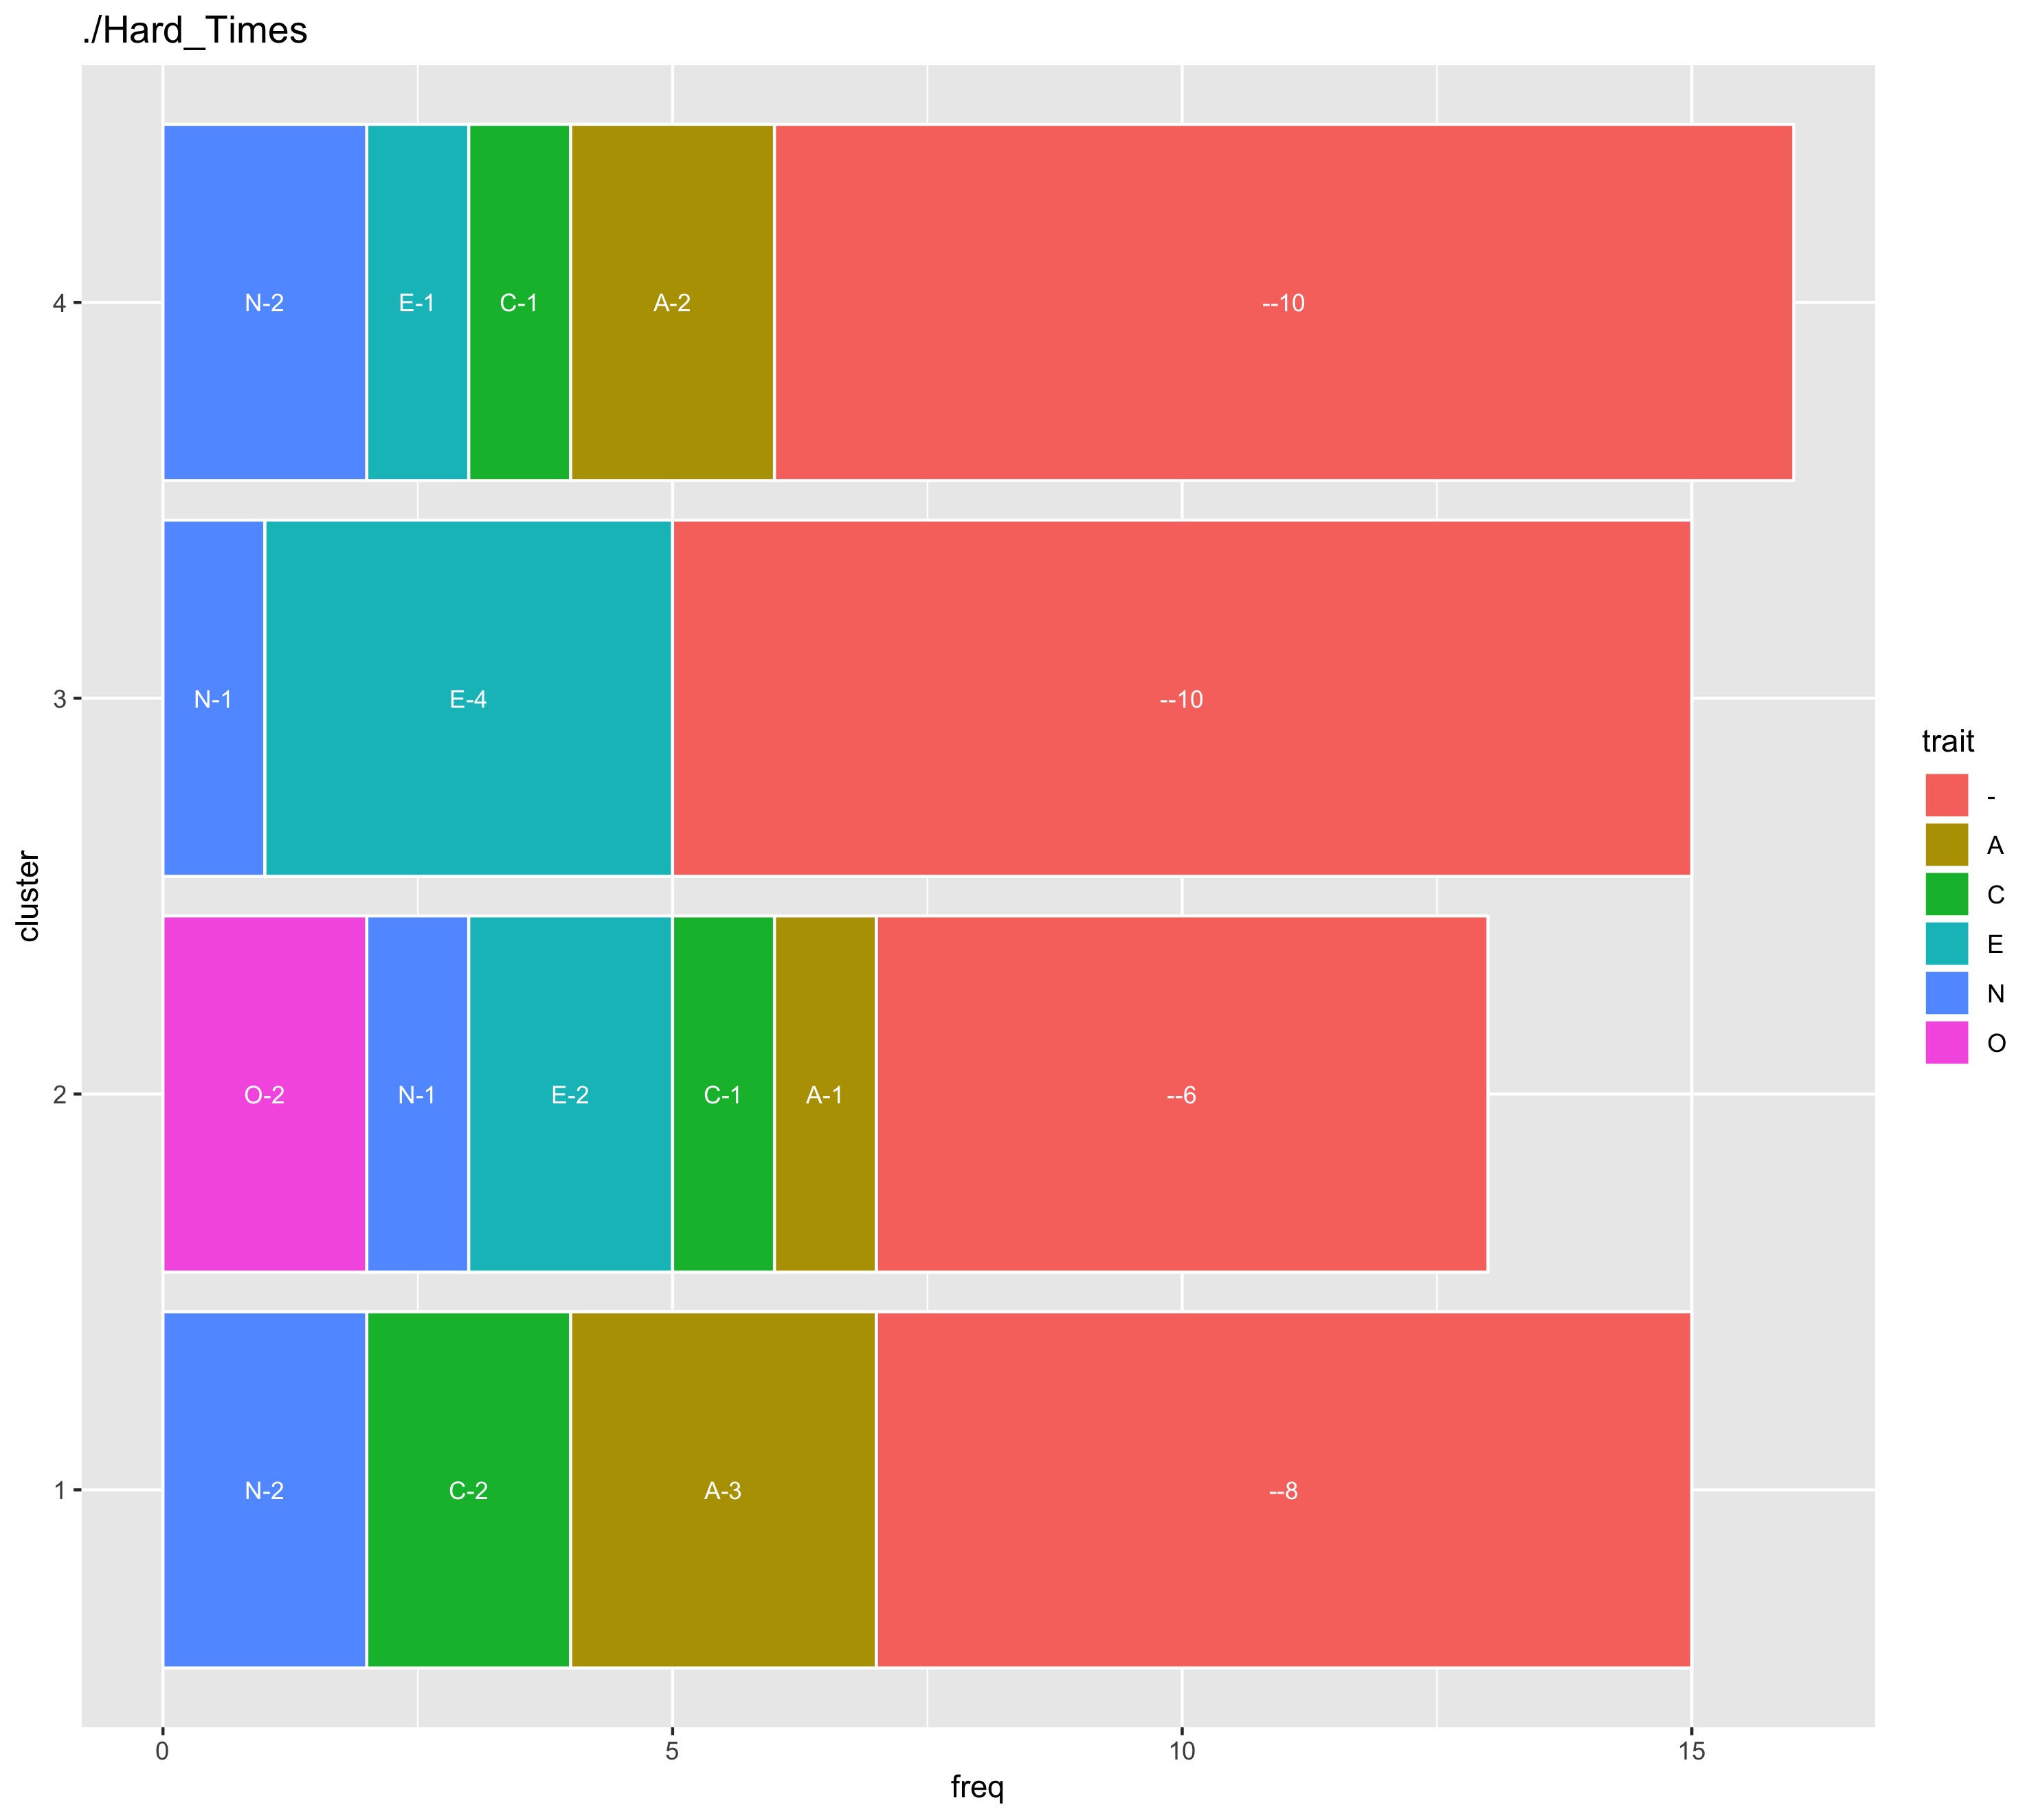 ./Hard_Times
4
N-2 E-1 C-1 A-2 --10
3
N-1 E-4 --10
cluster
2
O-2 N-1 E-2 C-1 A-1 --6
1
N-2 C-2 A-3 --8
0 5 10 15
freq
trait
-
A
C
E
N
O